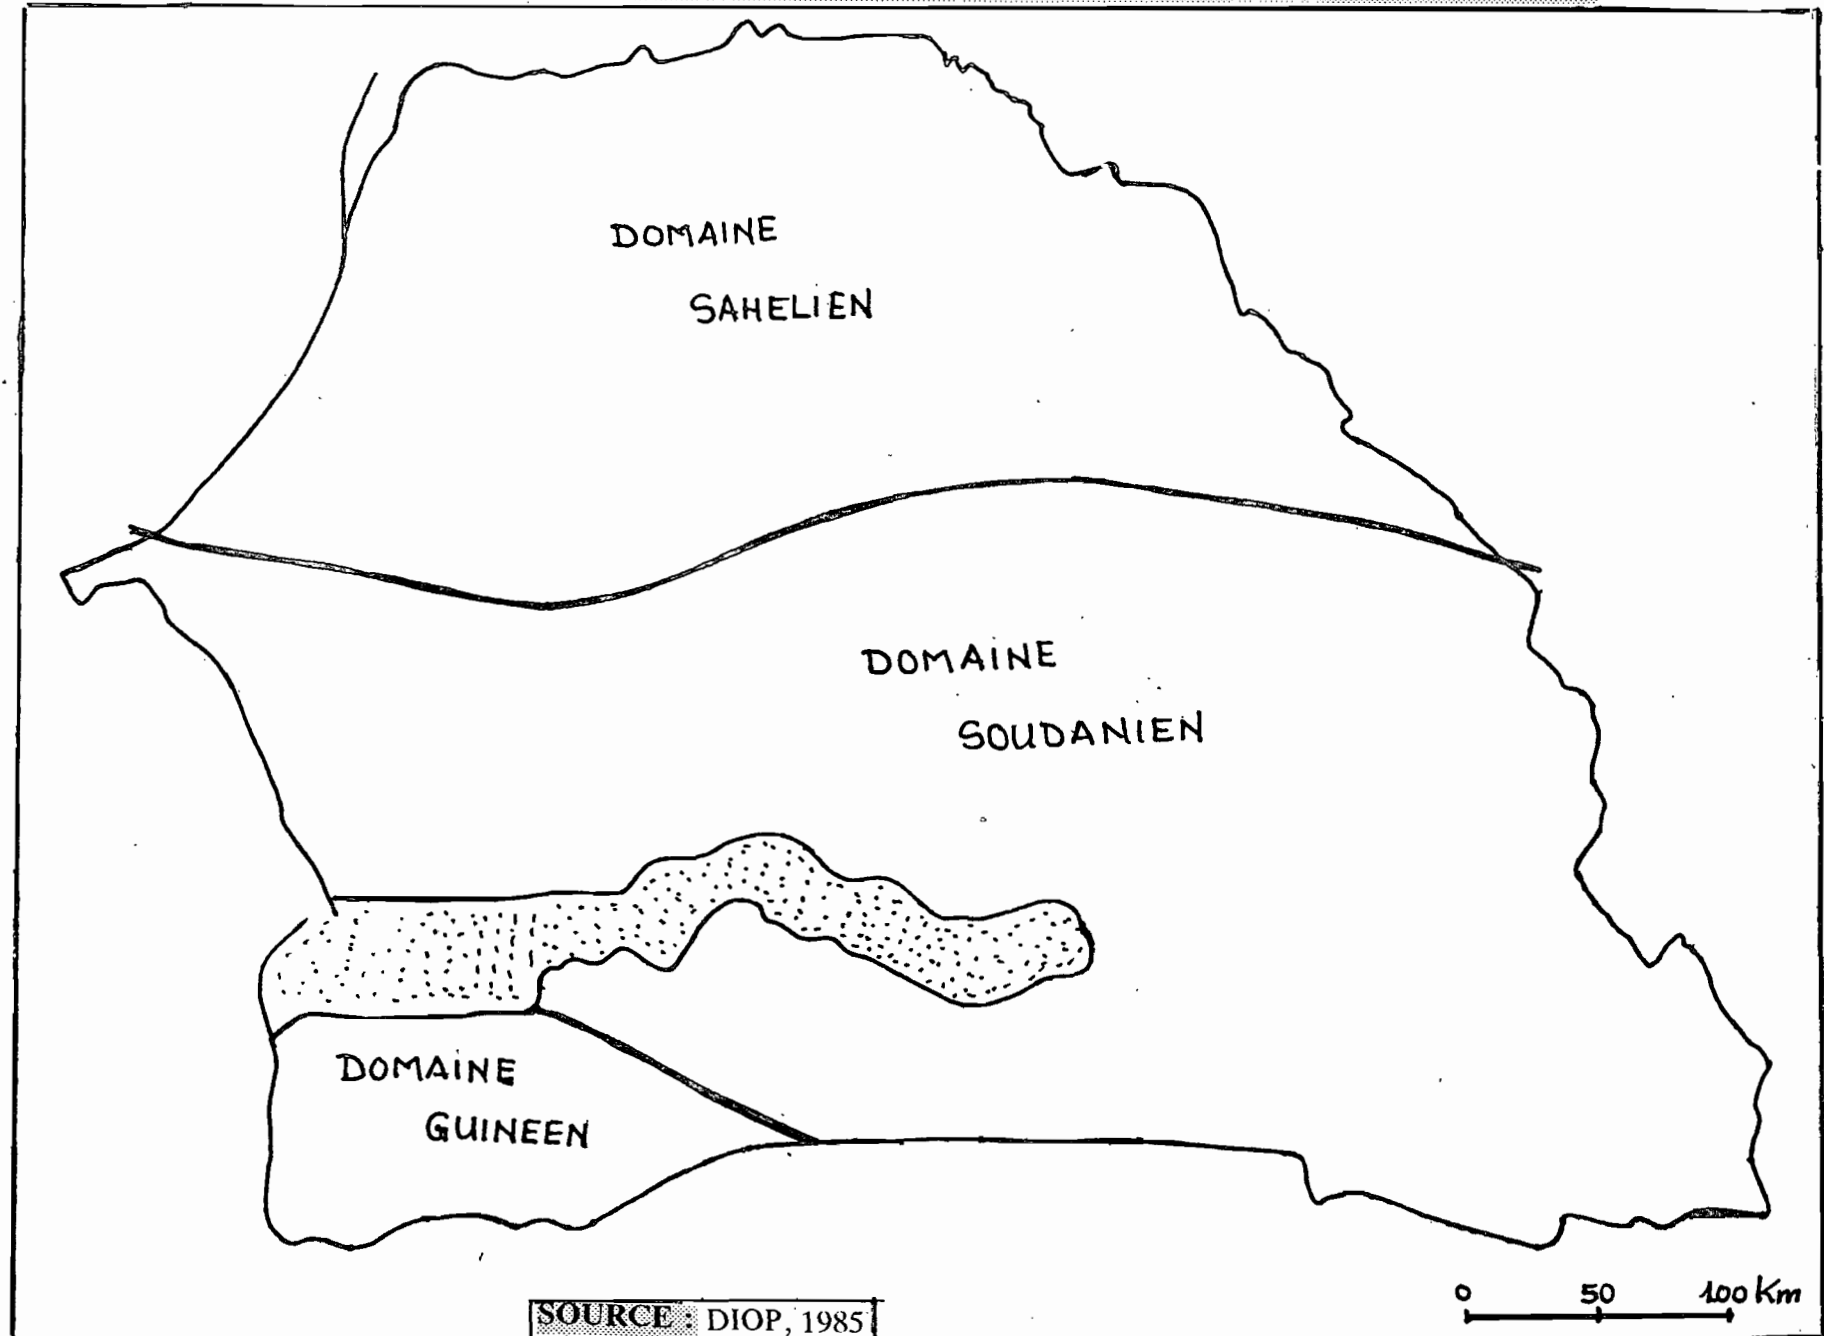 DOMAINE
SAHELIEN
DOMAINE
SOUDANIEN
DOMAINE
GUINEEN
0 50 100 Km
SOURCE : DIOP, 1985